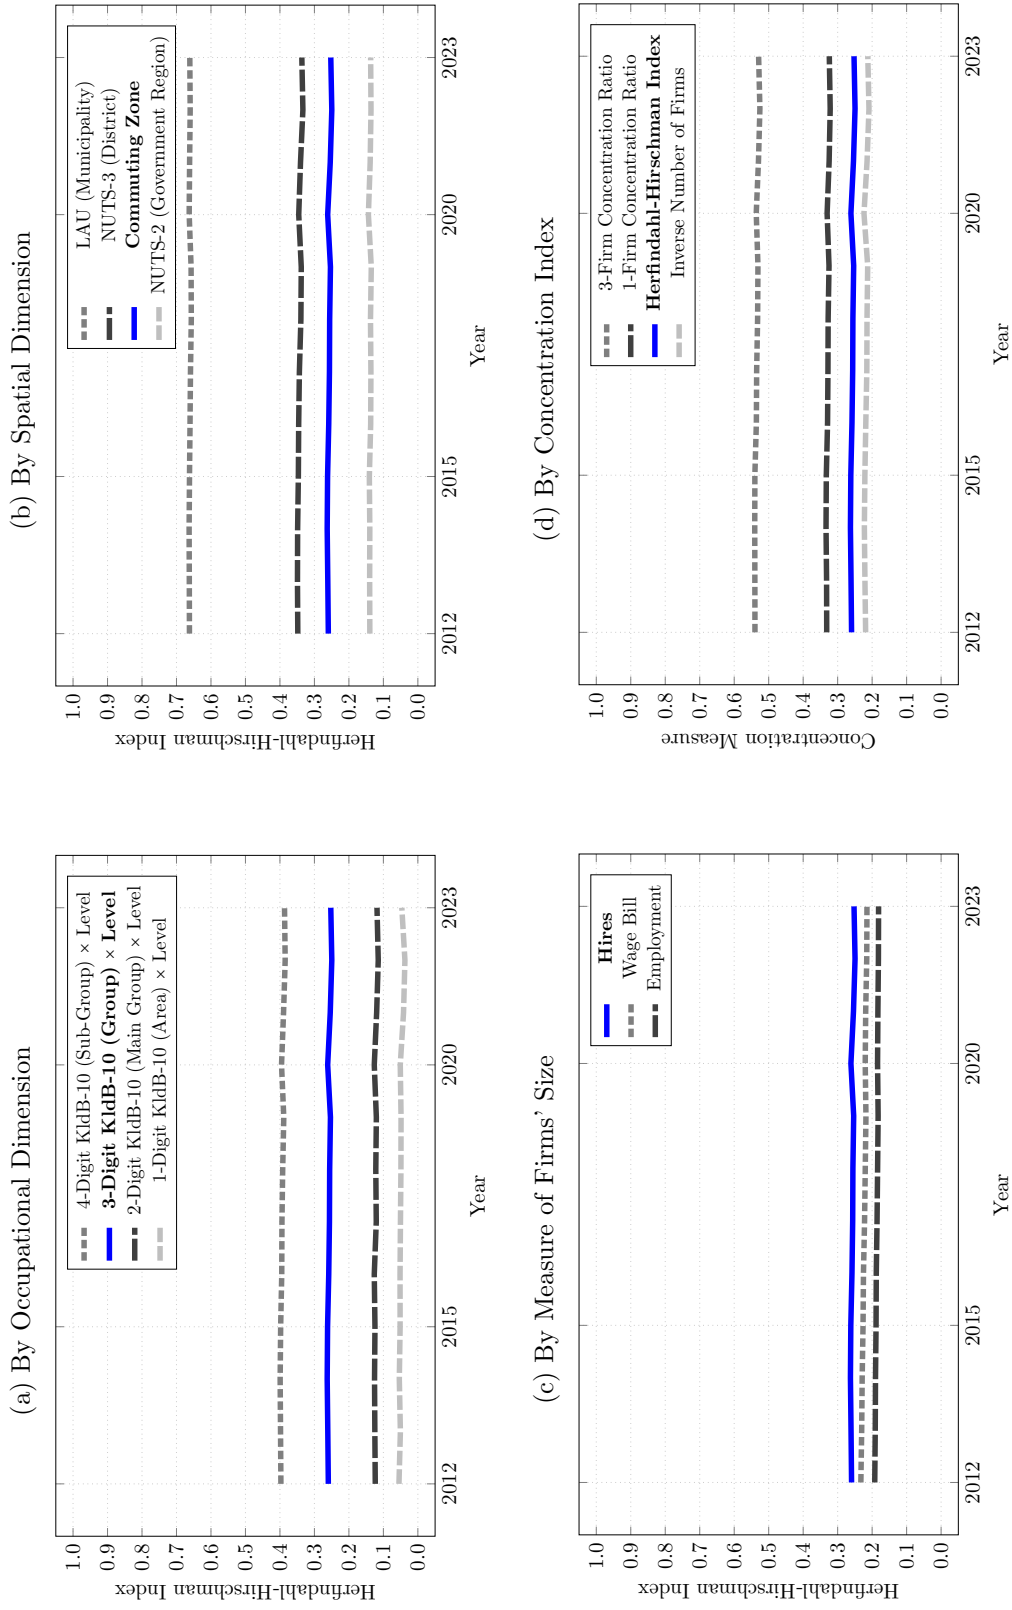 (a) By Occupational Dimension
Herfindahl-Hirschman Index
1.0
0.9
0.8
0.7
0.6
0.5
0.4
0.3
0.2
0.1
0.0
4-Digit KldB-10 (Sub-Group) × Level
3-Digit KldB-10 (Group) × Level
2-Digit KldB-10 (Main Group) × Level
1-Digit KldB-10 (Area) × Level
2012
2015
2020
2023
Year
(b) By Spatial Dimension
Herfindahl-Hirschman Index
1.0
0.9
0.8
0.7
0.6
0.5
0.4
0.3
0.2
0.1
0.0
LAU (Municipality)
NUTS-3 (District)
Commuting Zone
NUTS-2 (Government Region)
2012
2015
2020
2023
Year
(c) By Measure of Firms’ Size
Herfindahl-Hirschman Index
1.0
0.9
0.8
0.7
0.6
0.5
0.4
0.3
0.2
0.1
0.0
Hires
Wage Bill
Employment
2012
2015
2020
2023
Year
(d) By Concentration Index
Concentration Measure
1.0
0.9
0.8
0.7
0.6
0.5
0.4
0.3
0.2
0.1
0.0
3-Firm Concentration Ratio
1-Firm Concentration Ratio
Herfindahl-Hirschman Index
Inverse Number of Firms
2012
2015
2020
2023
Year